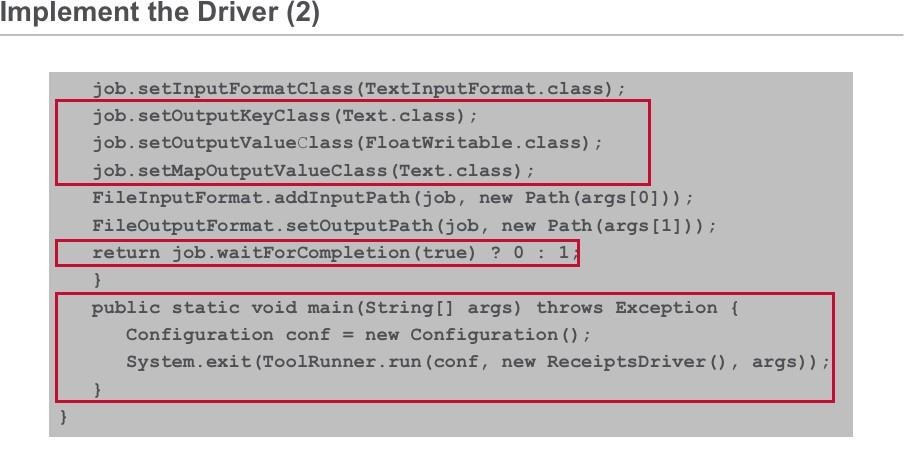 Implement the Driver (2)
job.setInputFormatClass(TextInputFormat.class);
job.setOutputKeyClass(Text.class);
job.setOutputValueClass(FloatWritable.class);
job.setMapOutputValueClass(Text.class);
FileInputFormat.addInputPath(job, new Path(args[0]));
FileOutputFormat.setOutputPath(job, new Path(args[1]));
return job.waitForCompletion(true) ? 0 : 1;
}
public static void main(String[] args) throws Exception {
Configuration conf = new Configuration();
System.exit(ToolRunner.run(conf, new ReceiptsDriver(), args));
}
}